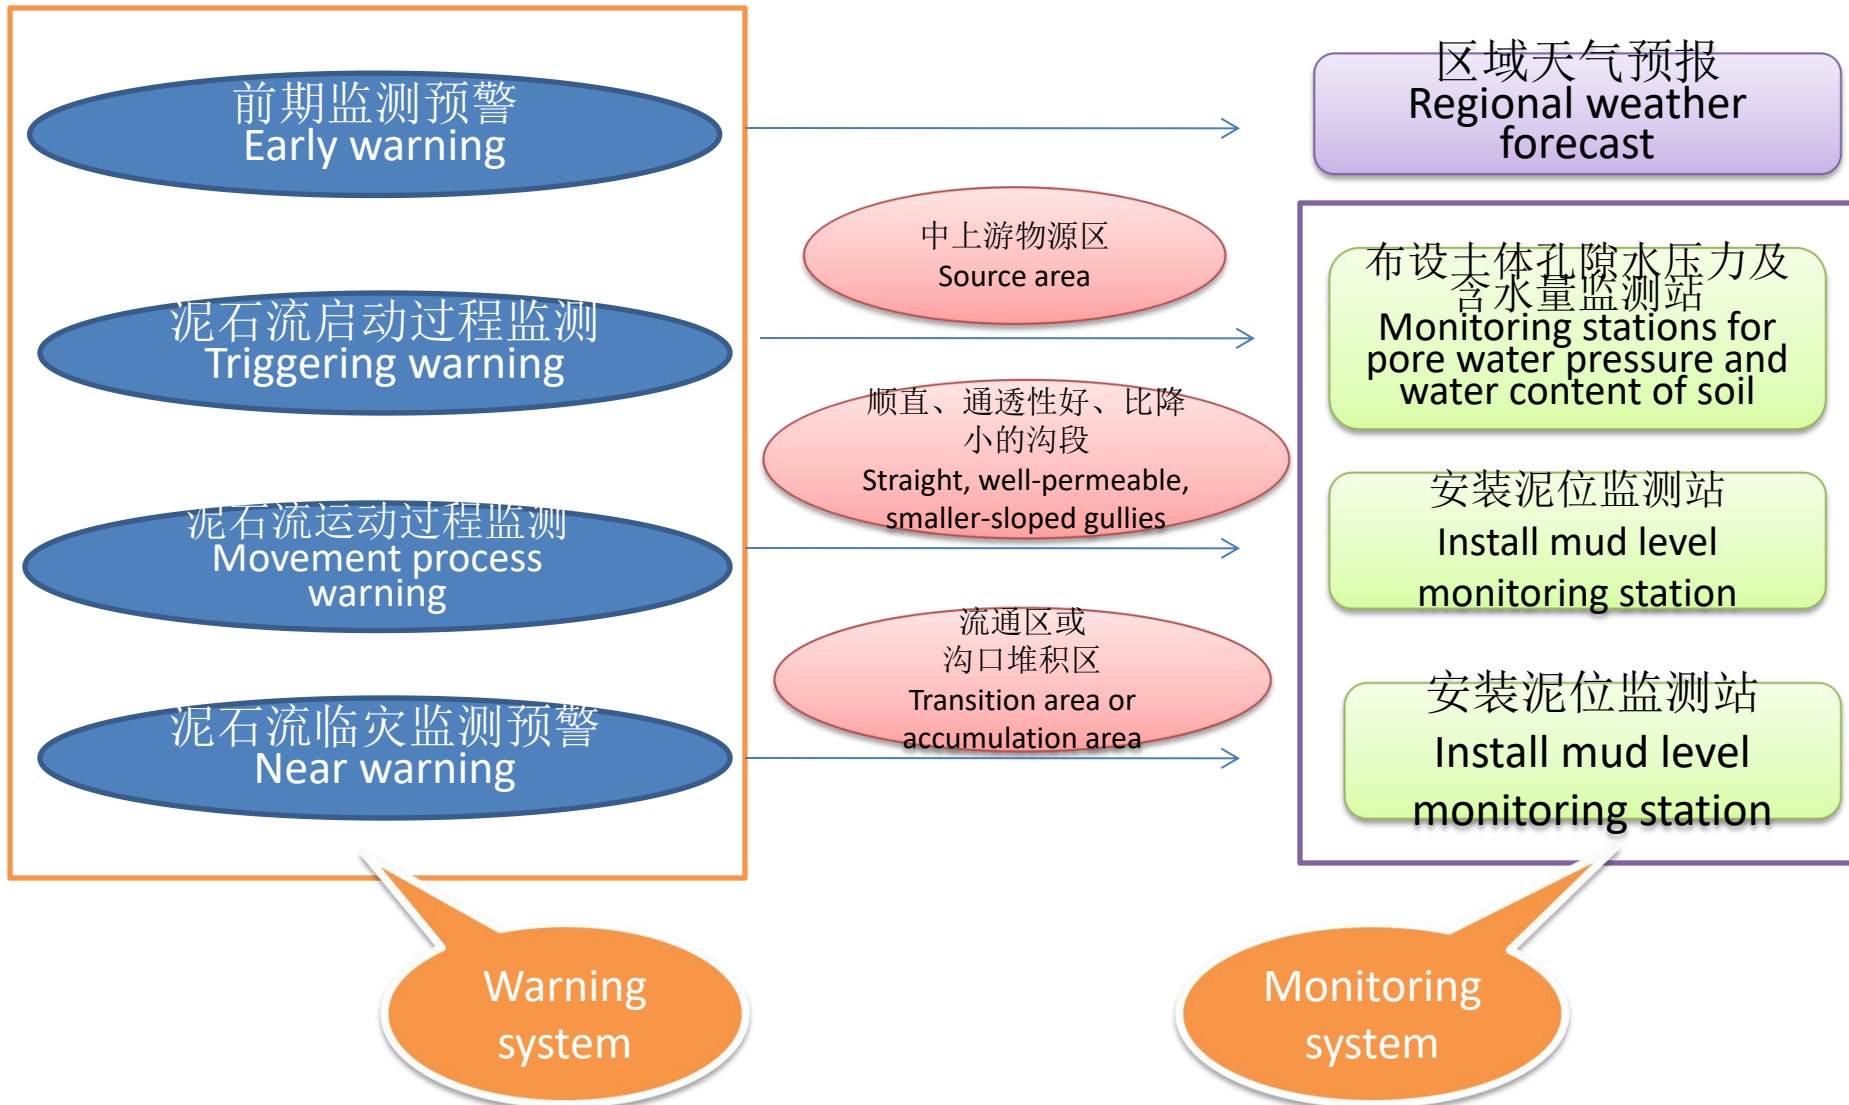 前期监测预警
Early warning
区域天气预报
Regional weather
forecast
中上游物源区
Source area
泥石流启动过程监测
Triggering warning
布设土体孔隙水压力及
含水量监测站
Monitoring stations for
pore water pressure and
water content of soil
顺直、通透性好、比降
小的沟段
Straight, well-permeable,
smaller-sloped gullies
泥石流运动过程监测
Movement process
warning
安装泥位监测站
Install mud level
monitoring station
流通区或
沟口堆积区
Transition area or
accumulation area
泥石流临灾监测预警
Near warning
安装泥位监测站
Install mud level
monitoring station
Warning
system
Monitoring
system